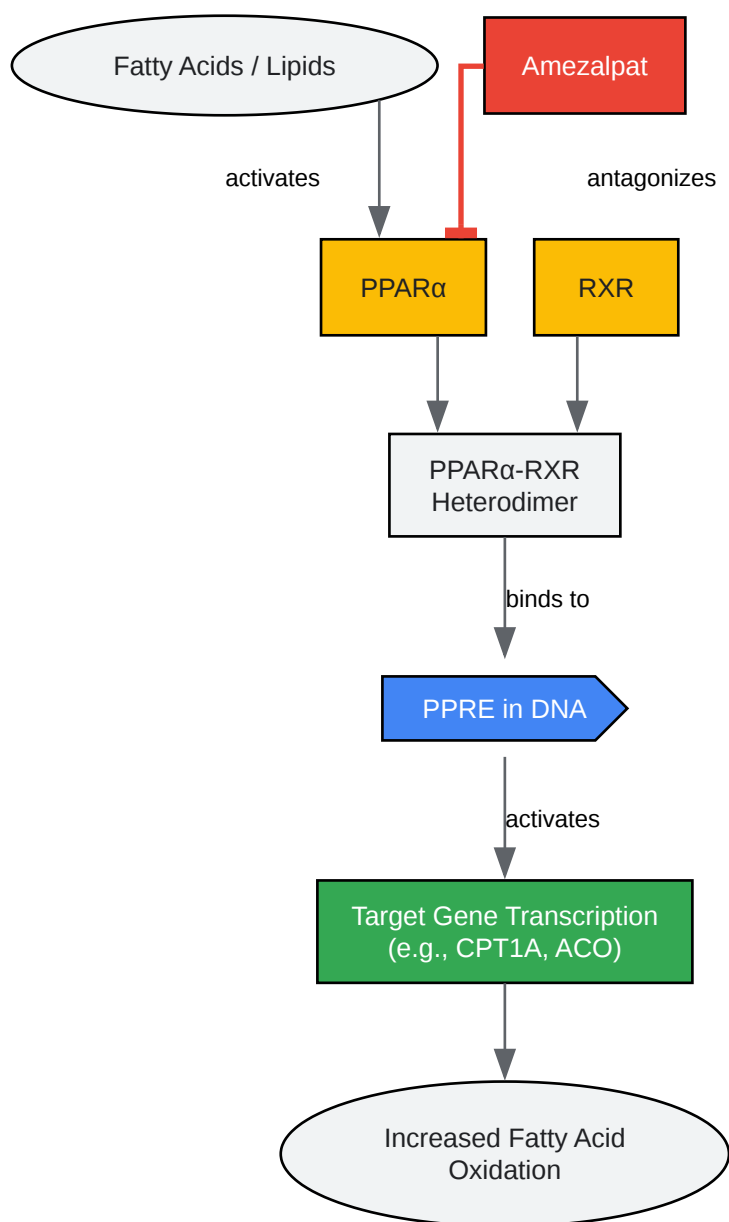 Fatty Acids / Lipids
Amezalpat
activates
antagonizes
PPARα
RXR
PPARα-RXR
Heterodimer
binds to
PPRE in DNA
activates
Target Gene Transcription
(e.g., CPT1A, ACO)
Increased Fatty Acid
Oxidation